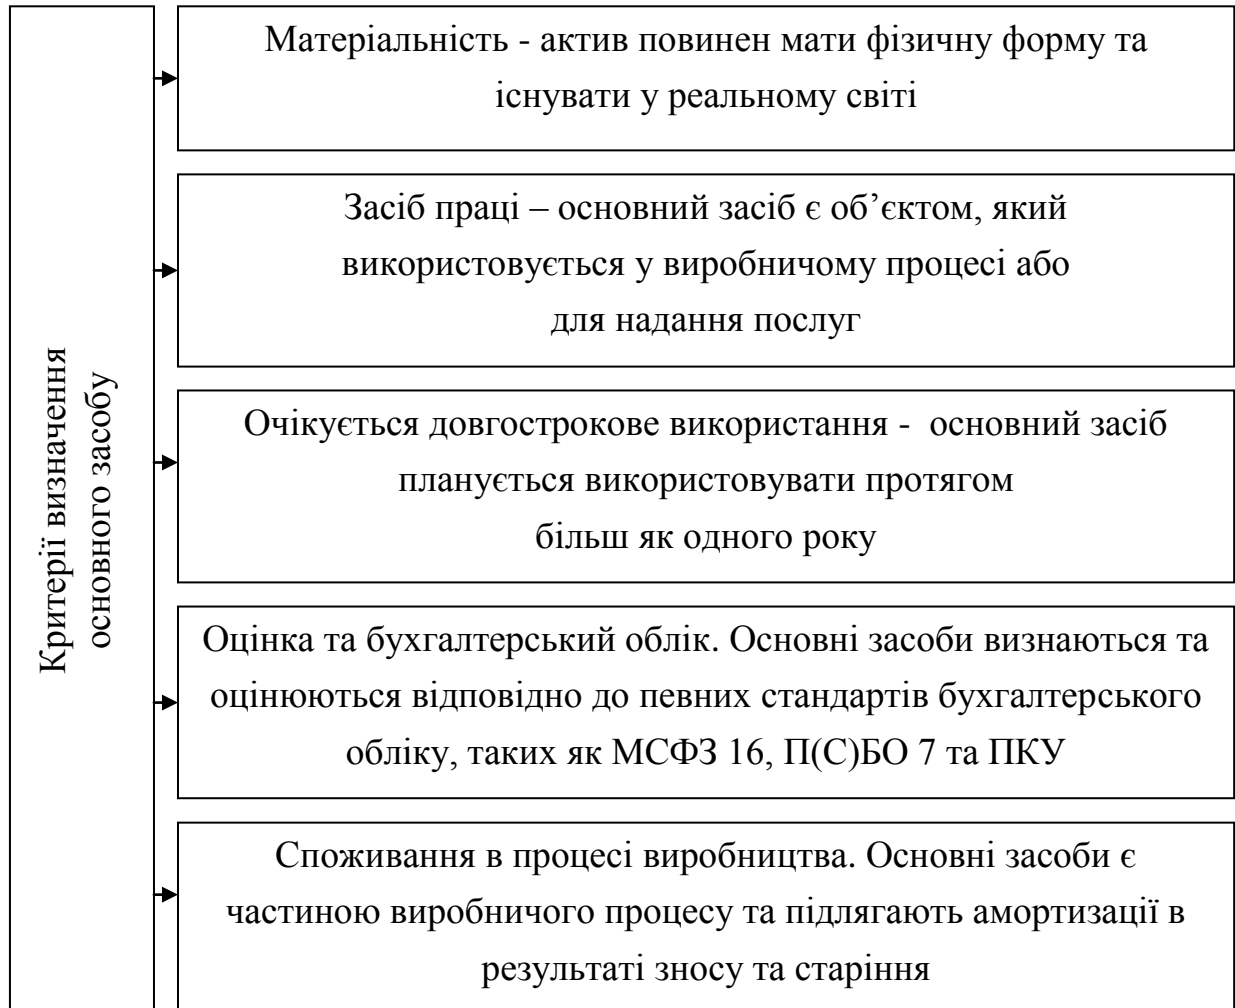 Критерії визначення
основного засобу
Матеріальність - актив повинен мати фізичну форму та
існувати у реальному світі
Засіб праці – основний засіб є об’єктом, який
використовується у виробничому процесі або
для надання послуг
Очікується довгострокове використання - основний засіб
планується використовувати протягом
більш як одного року
Оцінка та бухгалтерський облік. Основні засоби визнаються та
оцінюються відповідно до певних стандартів бухгалтерського
обліку, таких як МСФЗ 16, П(С)БО 7 та ПКУ
Споживання в процесі виробництва. Основні засоби є
частиною виробничого процесу та підлягають амортизації в
результаті зносу та старіння